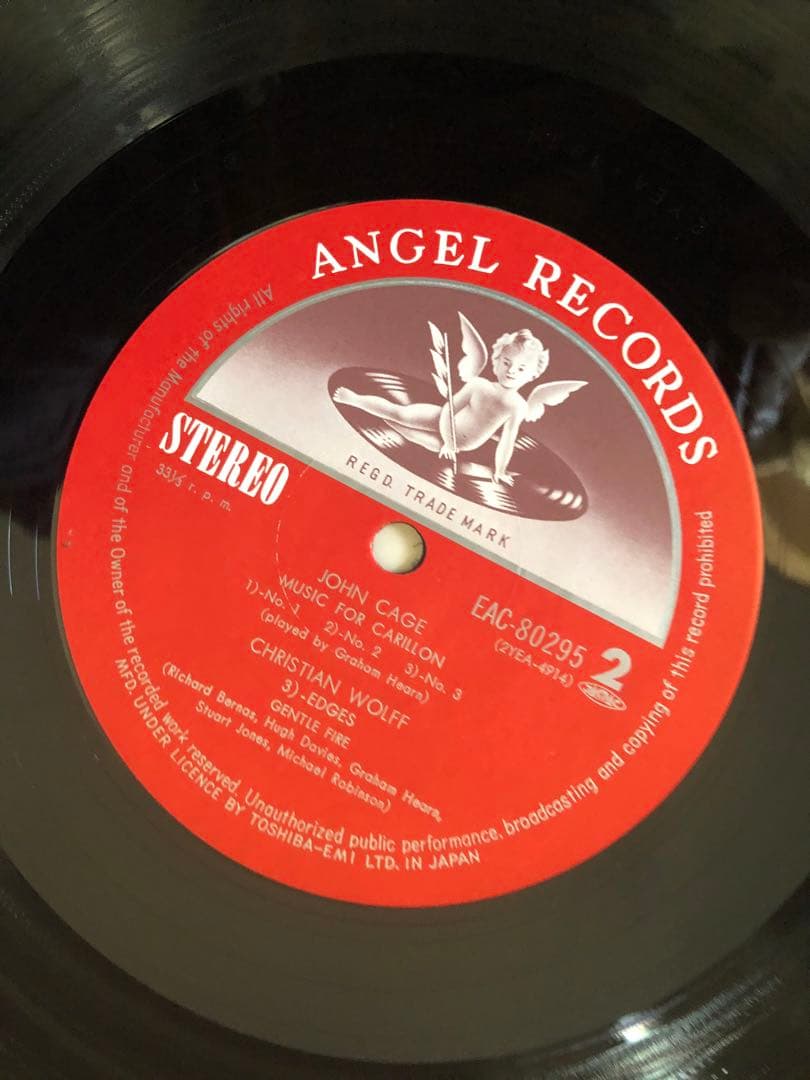 ANGEL RECORDS
REGD. TRADE MARK
STEREO
33⅓ r. p. m.
EAC-80295
(2YEA-4914)
2
JOHN CAGE
MUSIC FOR CARILLON
1)-No. 1 2)-No. 2 3)-No. 3
(played by Graham Hearn)
CHRISTIAN WOLFF
3)-EDGES
GENTLE FIRE
(Richard Bernas, Hugh Davies, Graham Hearn,
Stuart Jones, Michael Robinson)
All rights of the Manufacturer and of the Owner of the recorded work reserved. Unauthorized public performance, broadcasting and copying of this record prohibited
MFD. UNDER LICENCE BY TOSHIBA-EMI LTD. IN JAPAN